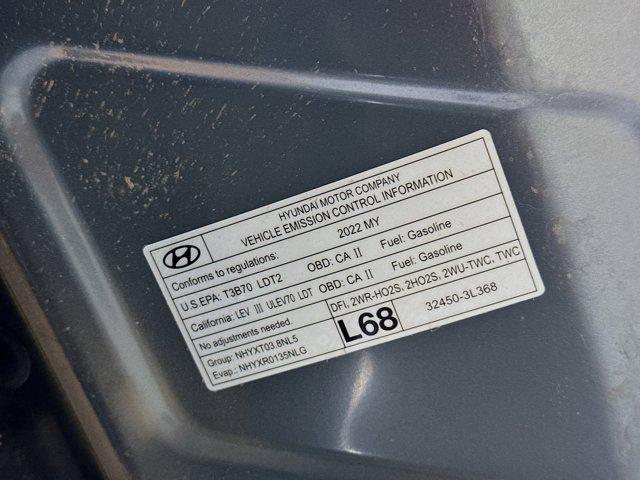 HYUNDAI MOTOR COMPANY
VEHICLE EMISSION CONTROL INFORMATION
Conforms to regulations: 2022 MY
U.S.EPA: T3B70 LDT2 OBD: CA II Fuel: Gasoline
California: LEV III ULEV70 LDT OBD: CA II Fuel: Gasoline
No adjustments needed. DFI, 2WR-HO2S, 2HO2S, 2WU-TWC, TWC
Group: NHYXT03.8NL5 L68 32450-3L368
Evap.: NHYXR0135NLG